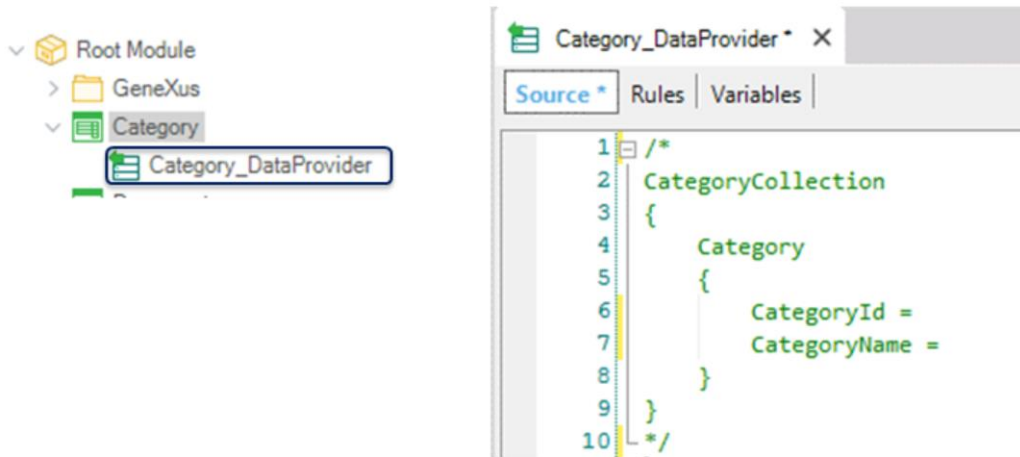 Root Module
GeneXus
Category
Category_DataProvider
Category_DataProvider * X
Source * Rules Variables
1 /*
2 CategoryCollection
3 {
4 Category
5 {
6 CategoryId =
7 CategoryName =
8 }
9 }
10 */